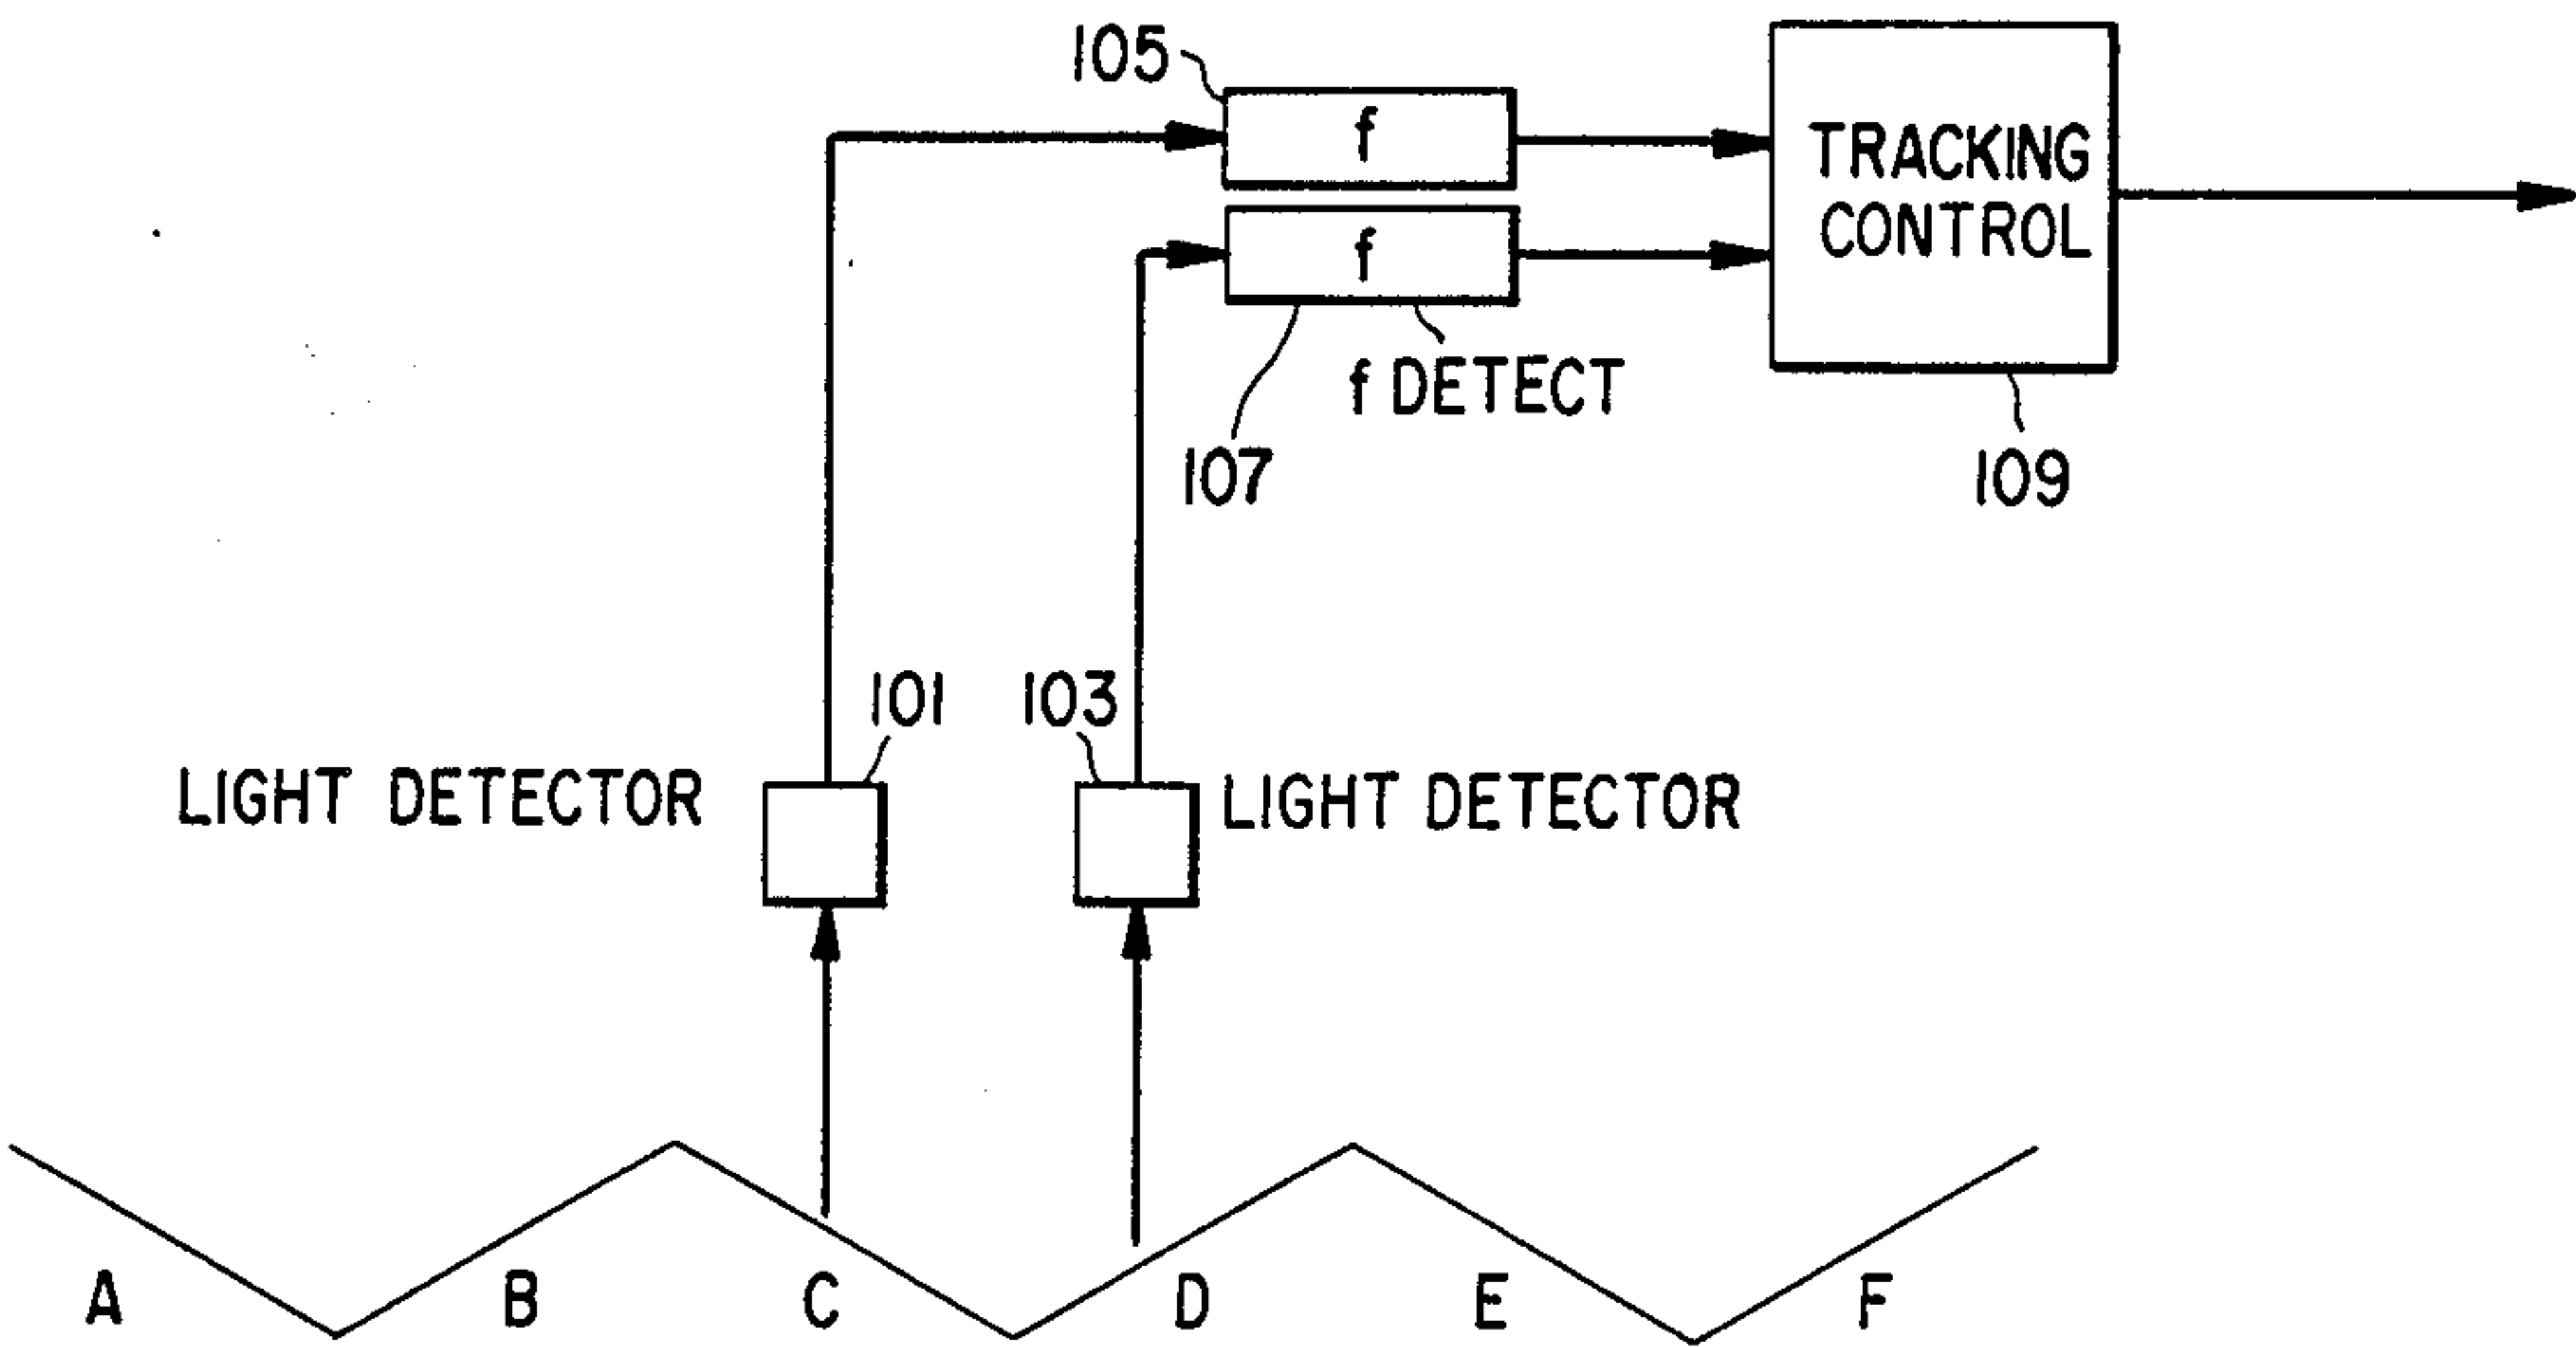 105
f
TRACKING
CONTROL
f
f DETECT
107
109
101
103
LIGHT DETECTOR
LIGHT DETECTOR
A
B
C
D
E
F